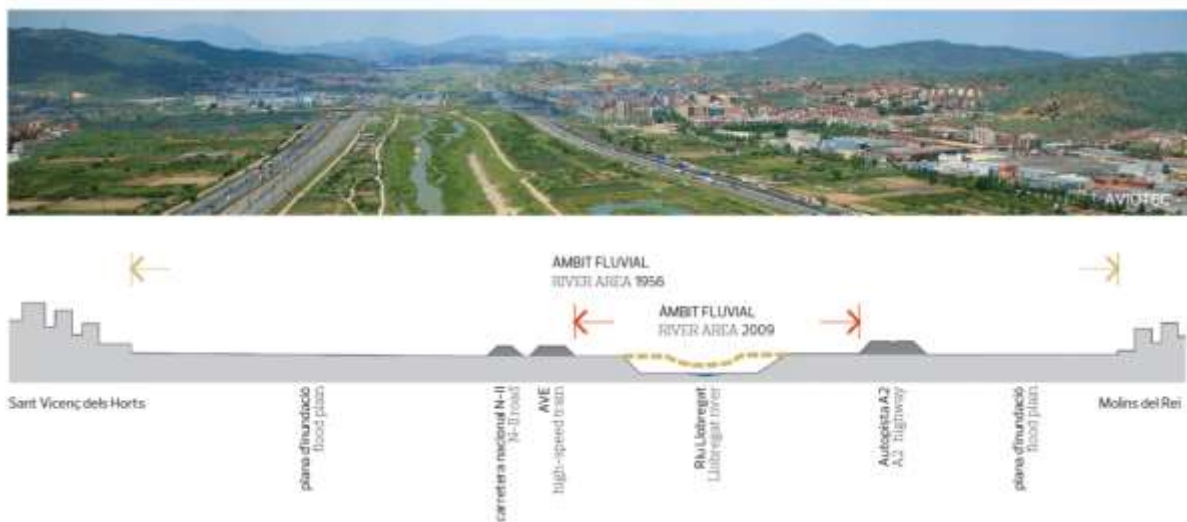 AVIOTEC
ÀMBIT FLUVIAL
RIVER AREA 1956
ÀMBIT FLUVIAL
RIVER AREA 2009
Sant Vicenç dels Horts
plana d'inundació
flood plain
carretera nacional N-II
N-II road
AVE
high-speed train
Riu Llobregat
Llobregat river
Autopista A2
A2 highway
plana d'inundació
flood plain
Molins del Rei